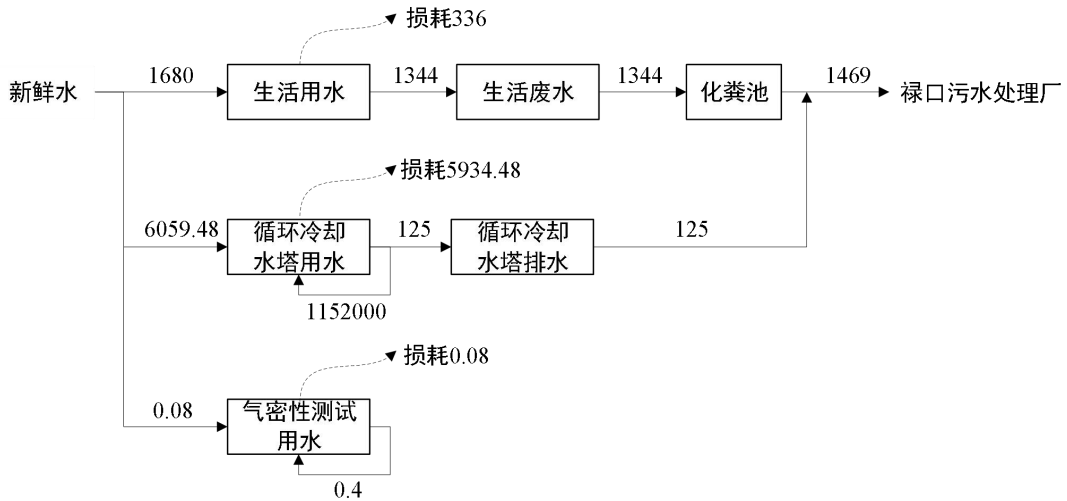 损耗336
新鲜水
1680
生活用水
1344
生活废水
1344
化粪池
1469
禄口污水处理厂
损耗5934.48
6059.48
循环冷却
水塔用水
125
循环冷却
水塔排水
125
1152000
损耗0.08
0.08
气密性测试
用水
0.4